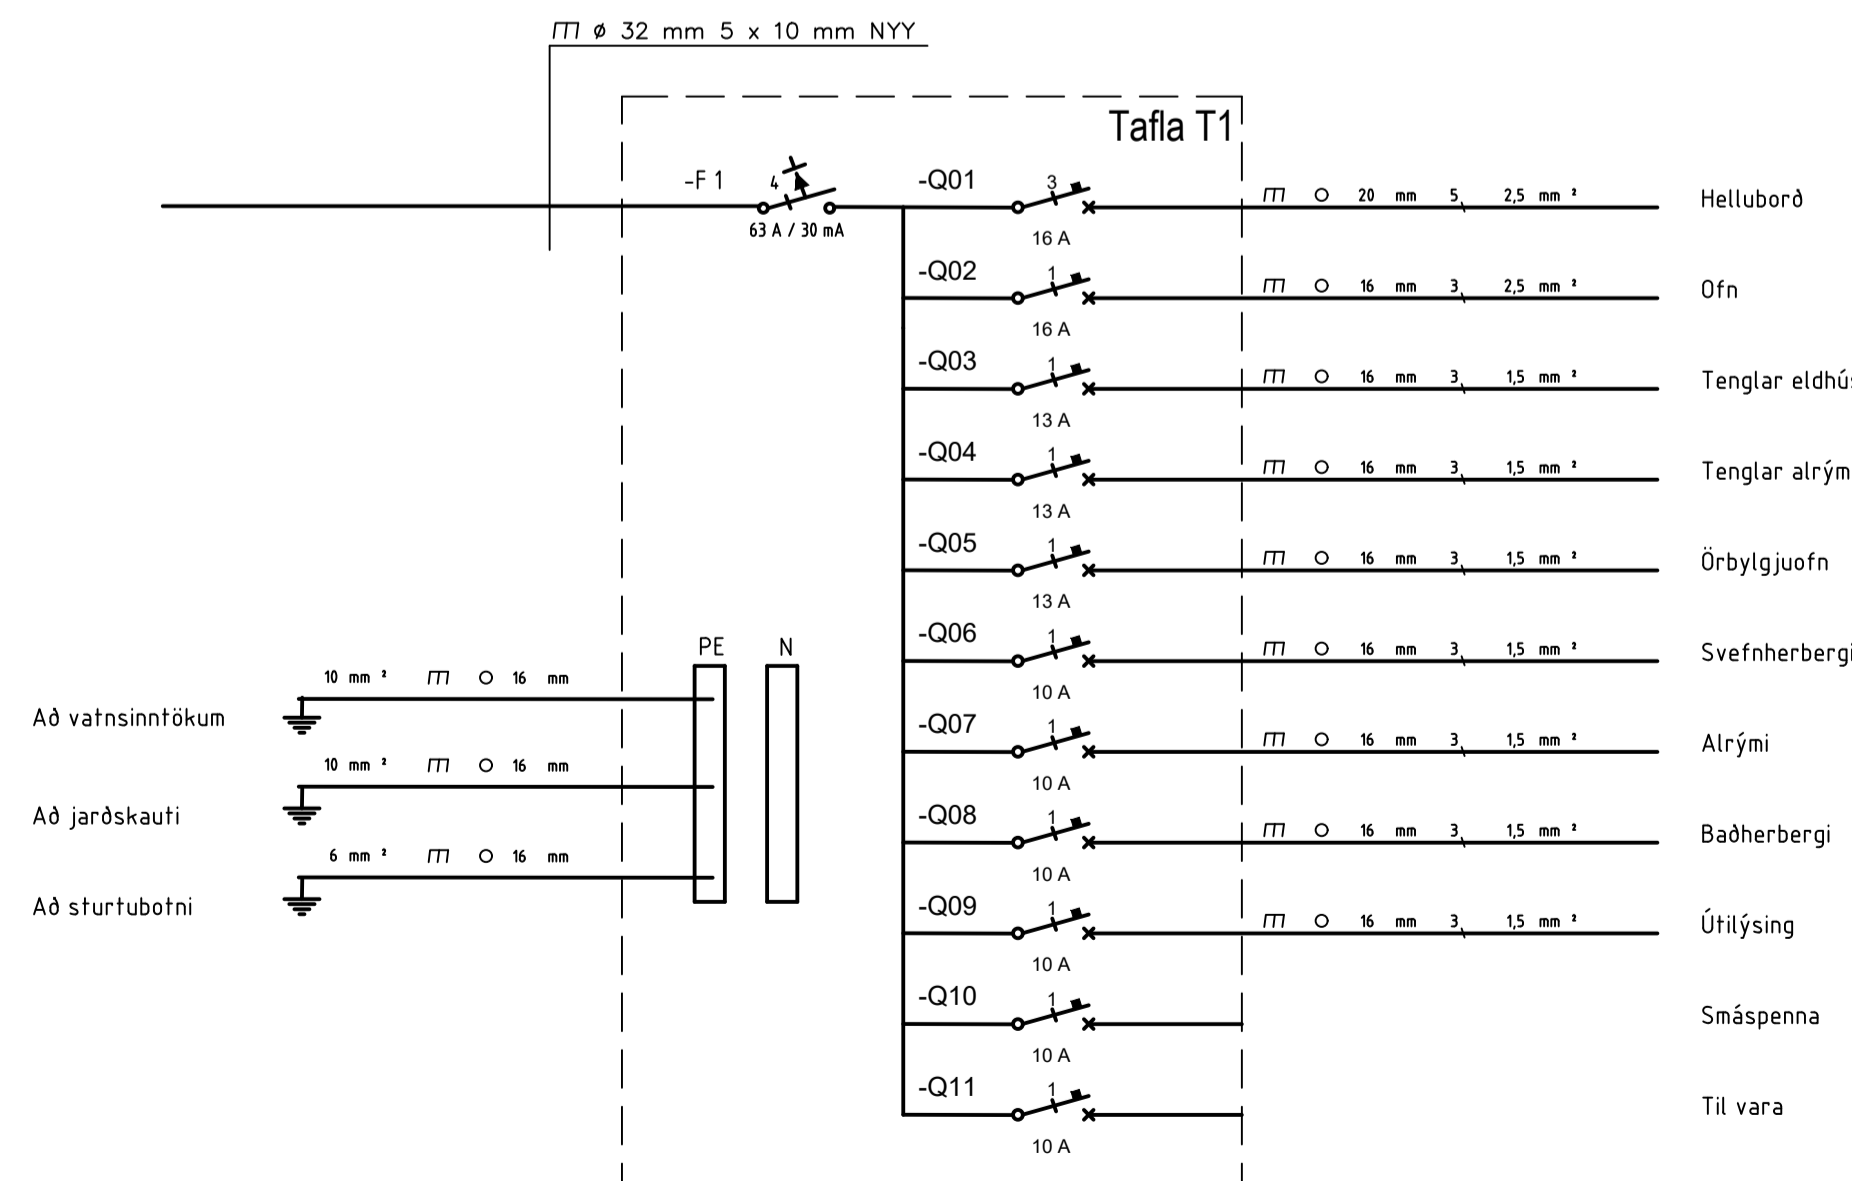 ø 32 mm 5 x 10 mm NYY
Tafla T1
-F 1 4
63 A / 30 mA
-Q01 3 20 mm 5 2,5 mm ² Helluborð
16 A
-Q02 1 16 mm 3 2,5 mm ² Ofn
16 A
-Q03 1 16 mm 3 1,5 mm ² Tenglar eldhús
13 A
-Q04 1 16 mm 3 1,5 mm ² Tenglar alrým
13 A
-Q05 1 16 mm 3 1,5 mm ² Örbylgjuofn
13 A
-Q06 1 16 mm 3 1,5 mm ² Svefnherbergi
10 A
-Q07 1 16 mm 3 1,5 mm ² Alrými
10 A
-Q08 1 16 mm 3 1,5 mm ² Baðherbergi
10 A
-Q09 1 16 mm 3 1,5 mm ² Útilýsing
10 A
-Q10 1 Smáspenna
10 A
-Q11 1 Til vara
10 A
PE N
10 mm ² 16 mm
Að vatnsinntökum
10 mm ² 16 mm
Að jarðskauti
6 mm ² 16 mm
Að sturtubotni